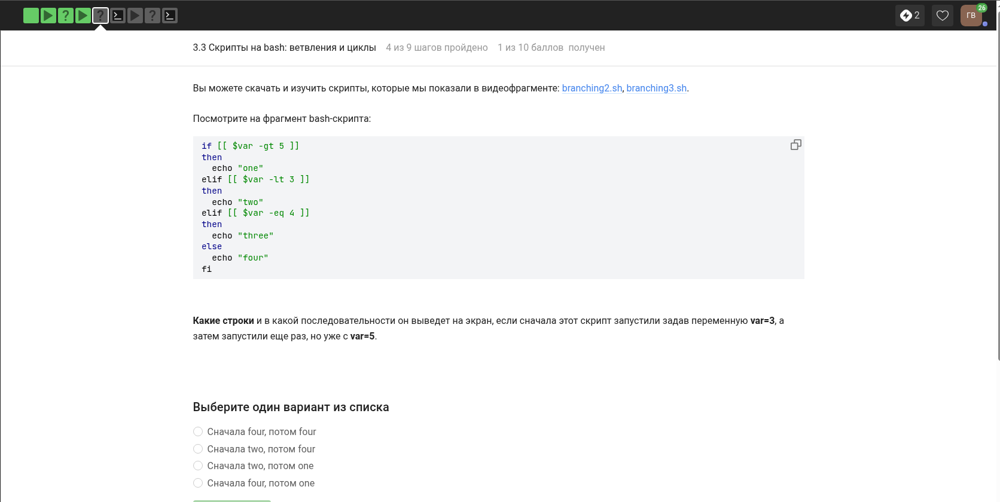 2
ГВ
26
3.3 Скрипты на bash: ветвления и циклы 4 из 9 шагов пройдено 1 из 10 баллов получен
Вы можете скачать и изучить скрипты, которые мы показали в видеофрагменте: branching2.sh, branching3.sh.
Посмотрите на фрагмент bash-скрипта:
if [[ $var -gt 5 ]]
then
  echo "one"
elif [[ $var -lt 3 ]]
then
  echo "two"
elif [[ $var -eq 4 ]]
then
  echo "three"
else
  echo "four"
fi
Какие строки и в какой последовательности он выведет на экран, если сначала этот скрипт запустили задав переменную var=3, а
затем запустили еще раз, но уже с var=5.
Выберите один вариант из списка
Сначала four, потом four
Сначала two, потом four
Сначала two, потом one
Сначала four, потом one